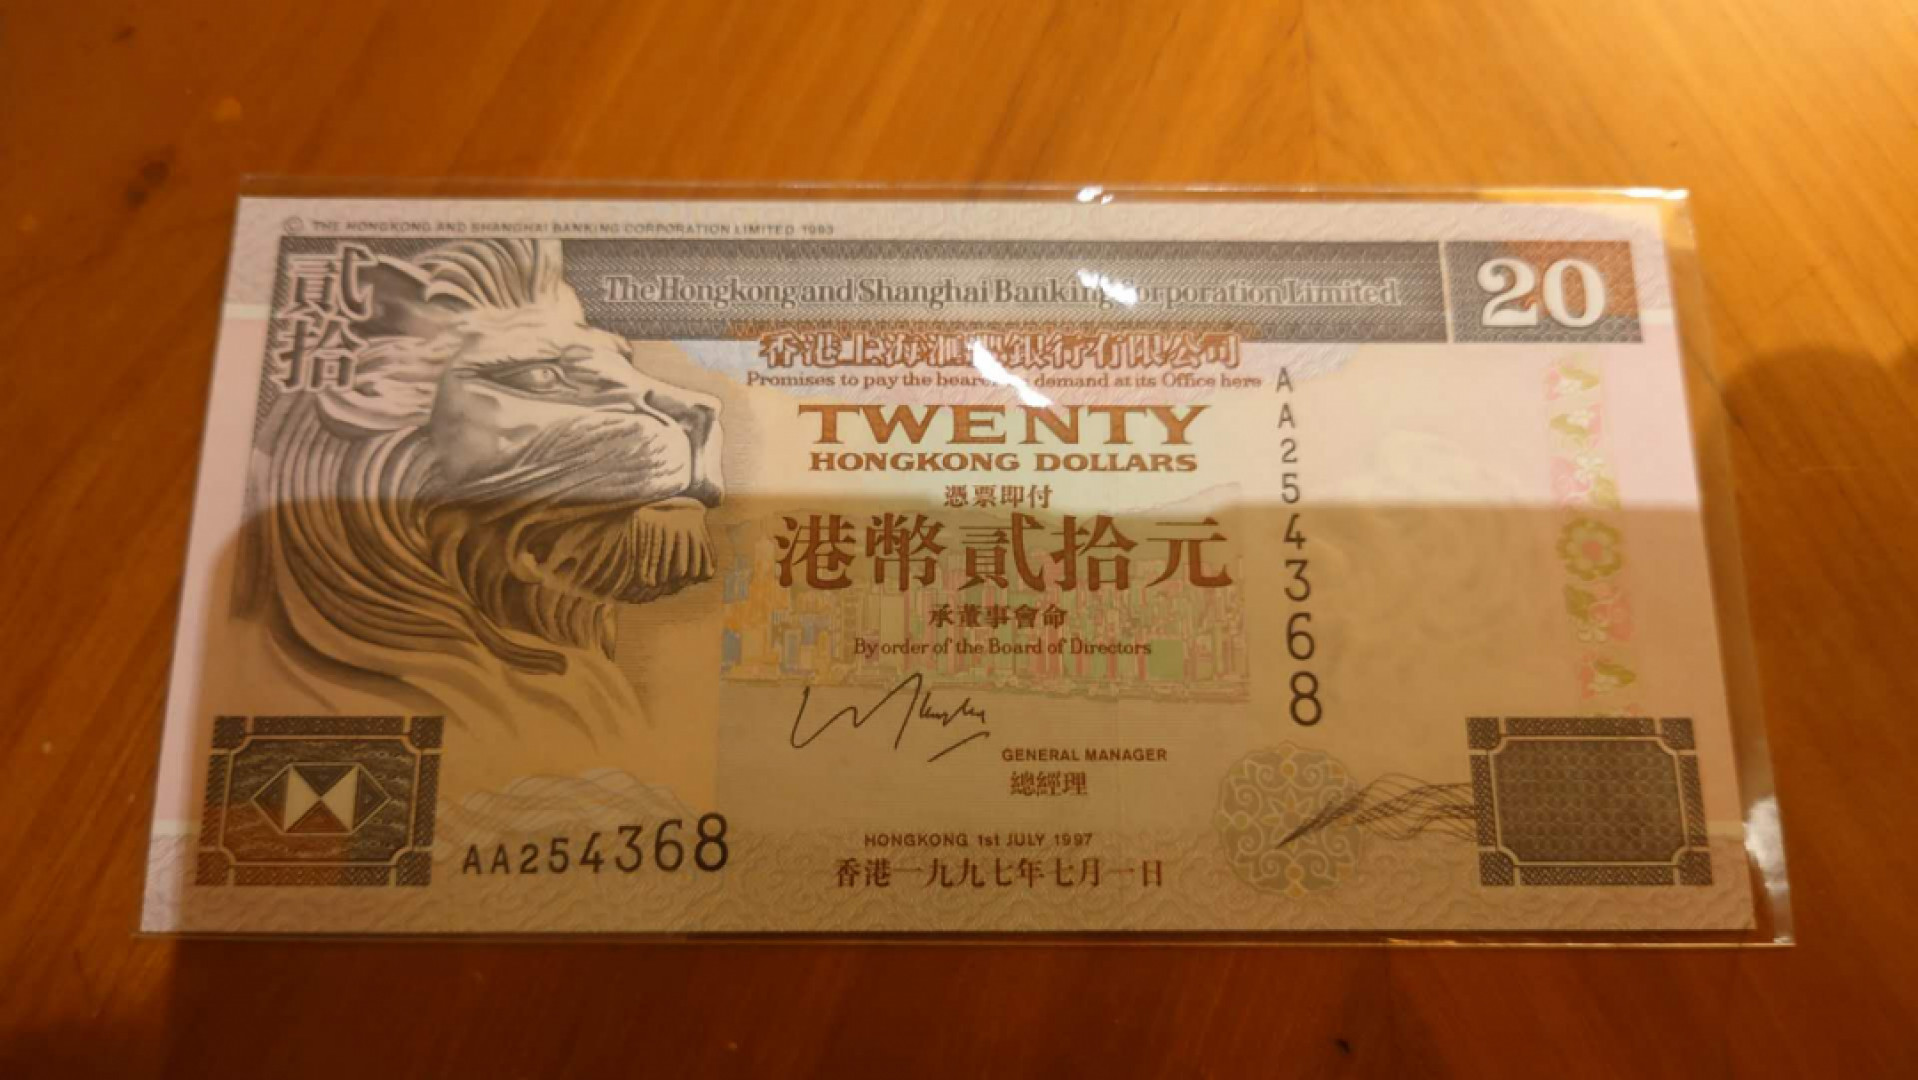 © THE HONGKONG AND SHANGHAI BANKING CORPORATION LIMITED 1993
貳拾
The Hongkong and Shanghai Banking Corporation Limited
20
香港上海滙豐銀行有限公司
Promises to pay the bearer on demand at its Office here
TWENTY
HONGKONG DOLLARS
憑票即付
港幣貳拾元
承董事會命
By order of the Board of Directors
AA254368
GENERAL MANAGER
總經理
AA254368
HONGKONG 1st JULY 1997
香港一九九七年七月一日